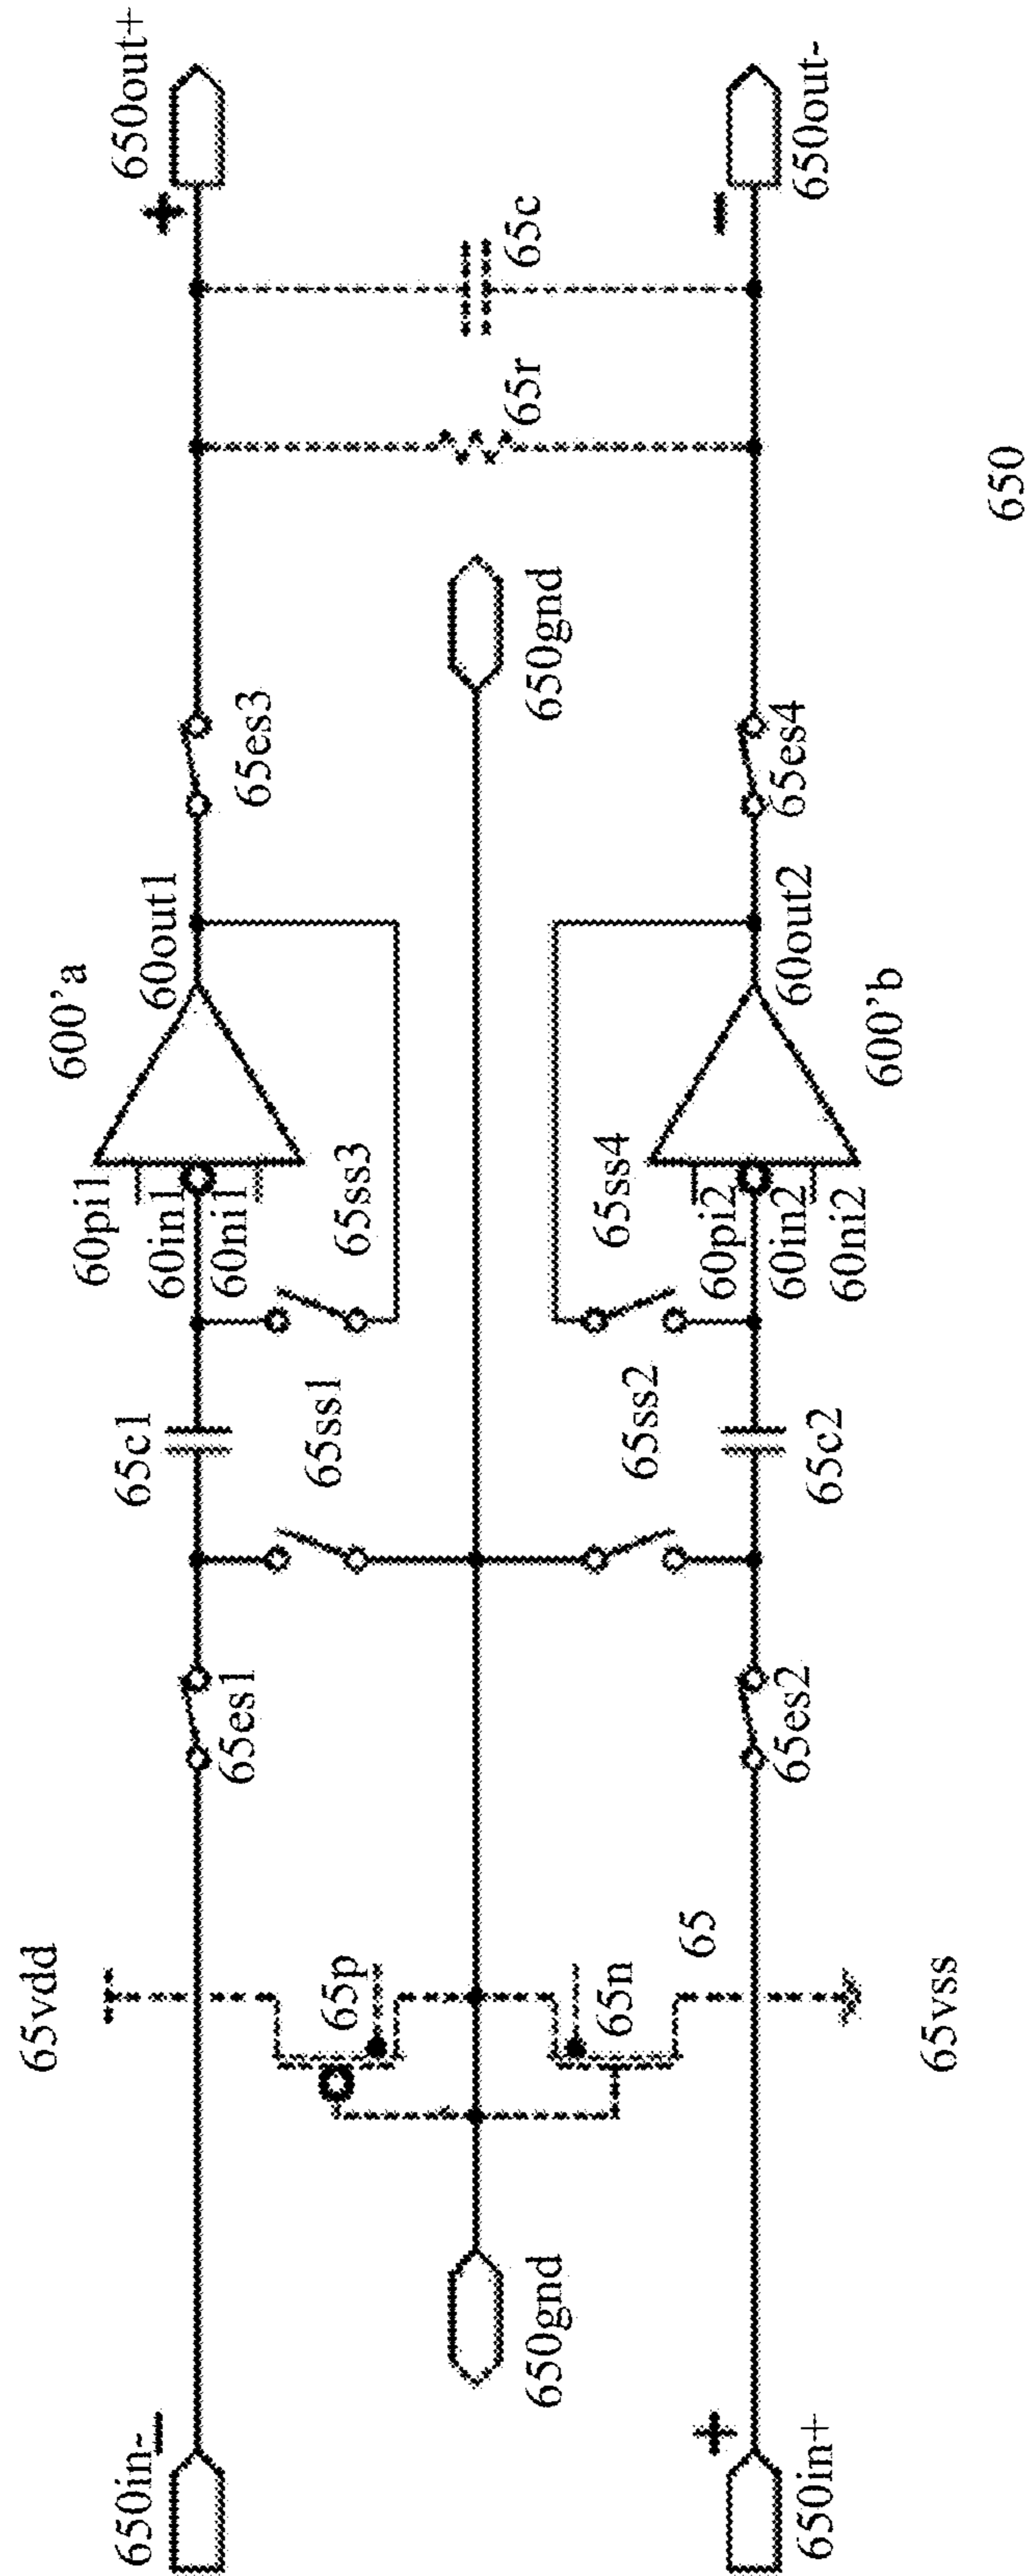 650in-
−
65vdd
65es1
65c1
65ss1
60pi1
60in1
60ni1
65ss3
600'a
60out1
65es3
+
650out+
650gnd
65p
65n
65
650gnd
65r
65c
+
650in+
65vss
65es2
65ss2
65c2
65ss4
60pi2
60in2
60ni2
600'b
60out2
65es4
−
650out-
650